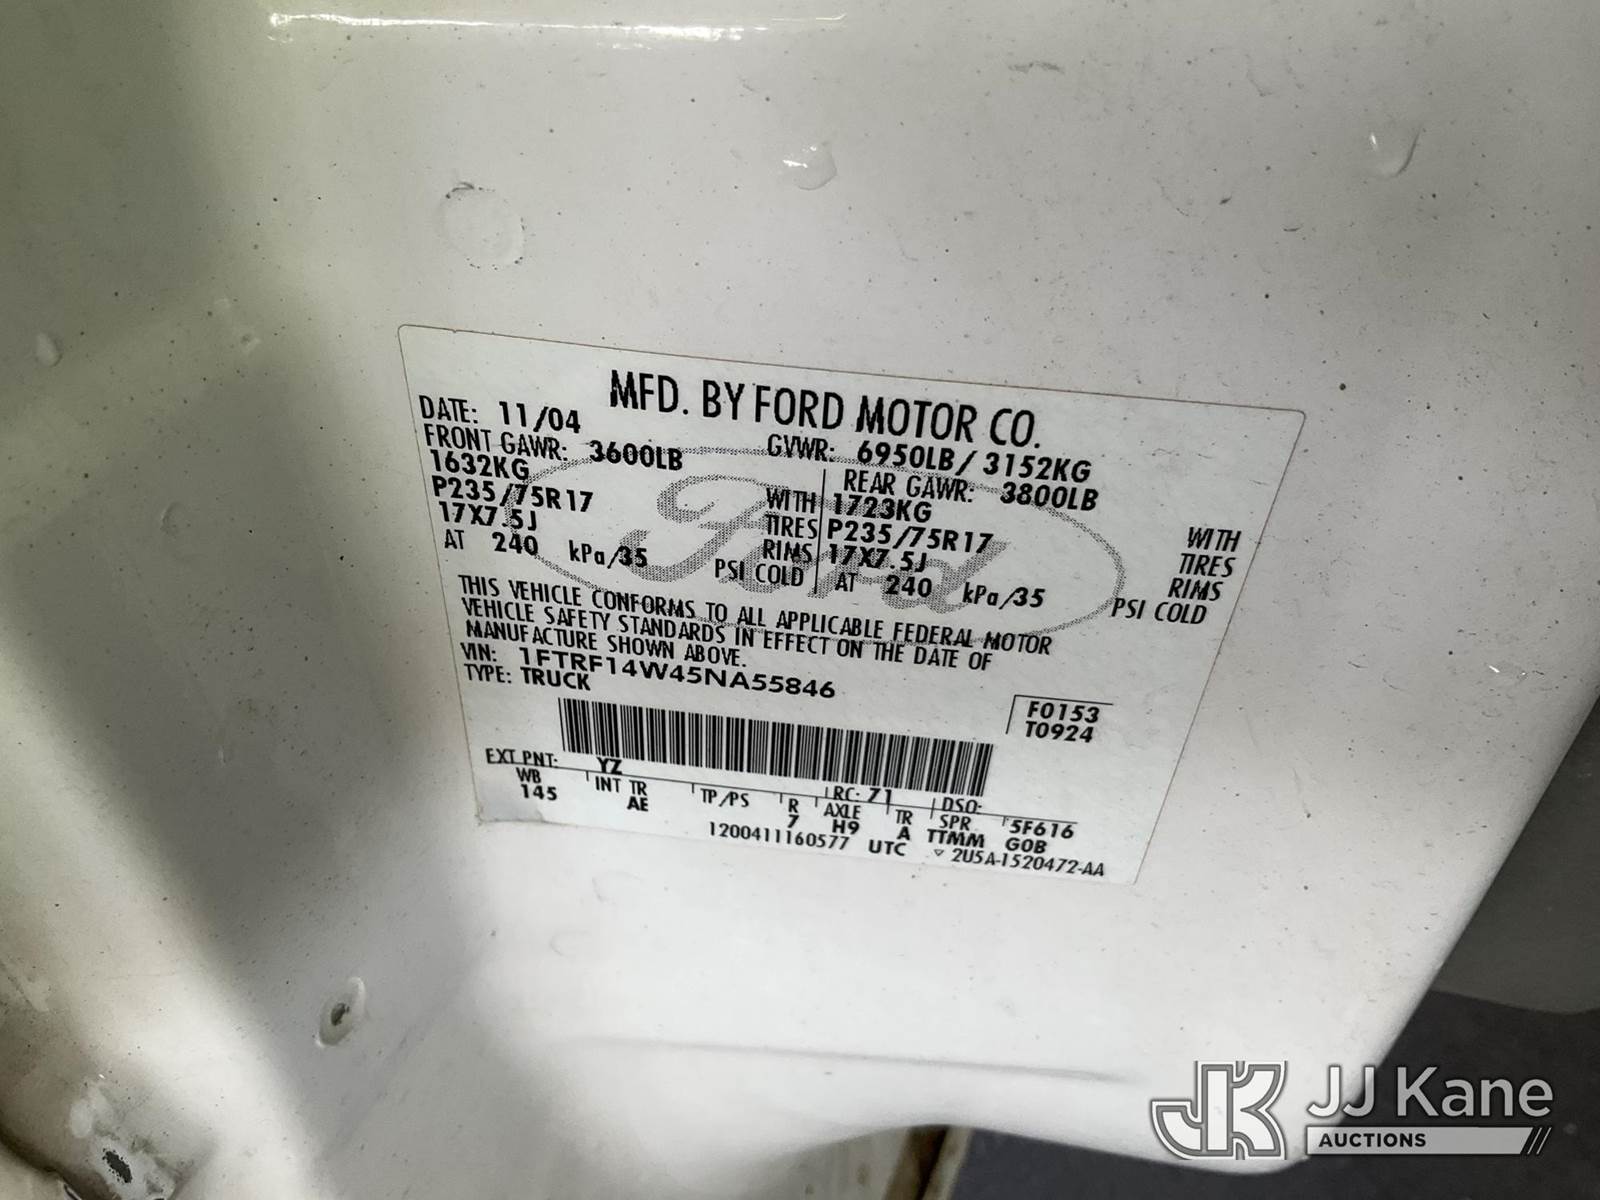 MFD. BY FORD MOTOR CO.
DATE: 11/04 GVWR: 6950LB/ 3152KG
FRONT GAWR: 3600LB REAR GAWR: 3800LB
1632KG WITH 1723KG WITH
P235/75R17 TIRES P235/75R17 TIRES
17X7.5J RIMS 17X7.5J RIMS
AT 240 kPa/35 PSI COLD AT 240 kPa/35 PSI COLD
Ford
THIS VEHICLE CONFORMS TO ALL APPLICABLE FEDERAL MOTOR
VEHICLE SAFETY STANDARDS IN EFFECT ON THE DATE OF
MANUFACTURE SHOWN ABOVE.
VIN: 1FTRF14W45NA55846
TYPE: TRUCK
F0153
T0924
EXT PNT: YZ RC: 71 DSO:
WB INT TR TP/PS R AXLE TR SPR 5F616
145 AE 7 H9 A TTMM G0B
1200411160577 UTC 2U5A-1520472-AA
JK JJ Kane
AUCTIONS